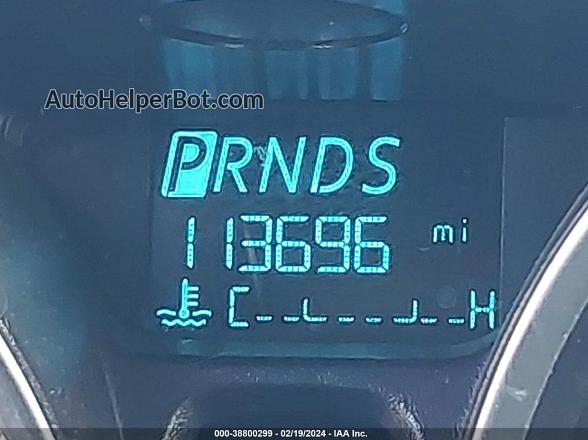 AutoHelperBot.com
PRNDS
113696 mi
C H
000-38800299 - 02/19/2024 - IAA Inc.